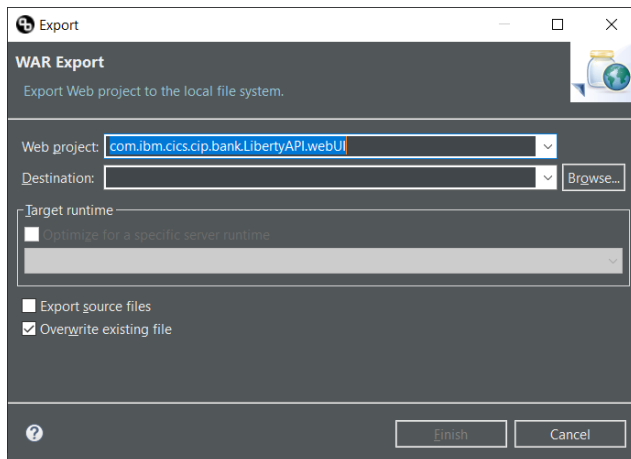 Export
WAR Export
Export Web project to the local file system.
Web project: com.ibm.cics.cip.bank.LibertyAPI.webUI
Destination: Browse...
Target runtime
Optimize for a specific server runtime
Export source files
Overwrite existing file
? Finish Cancel